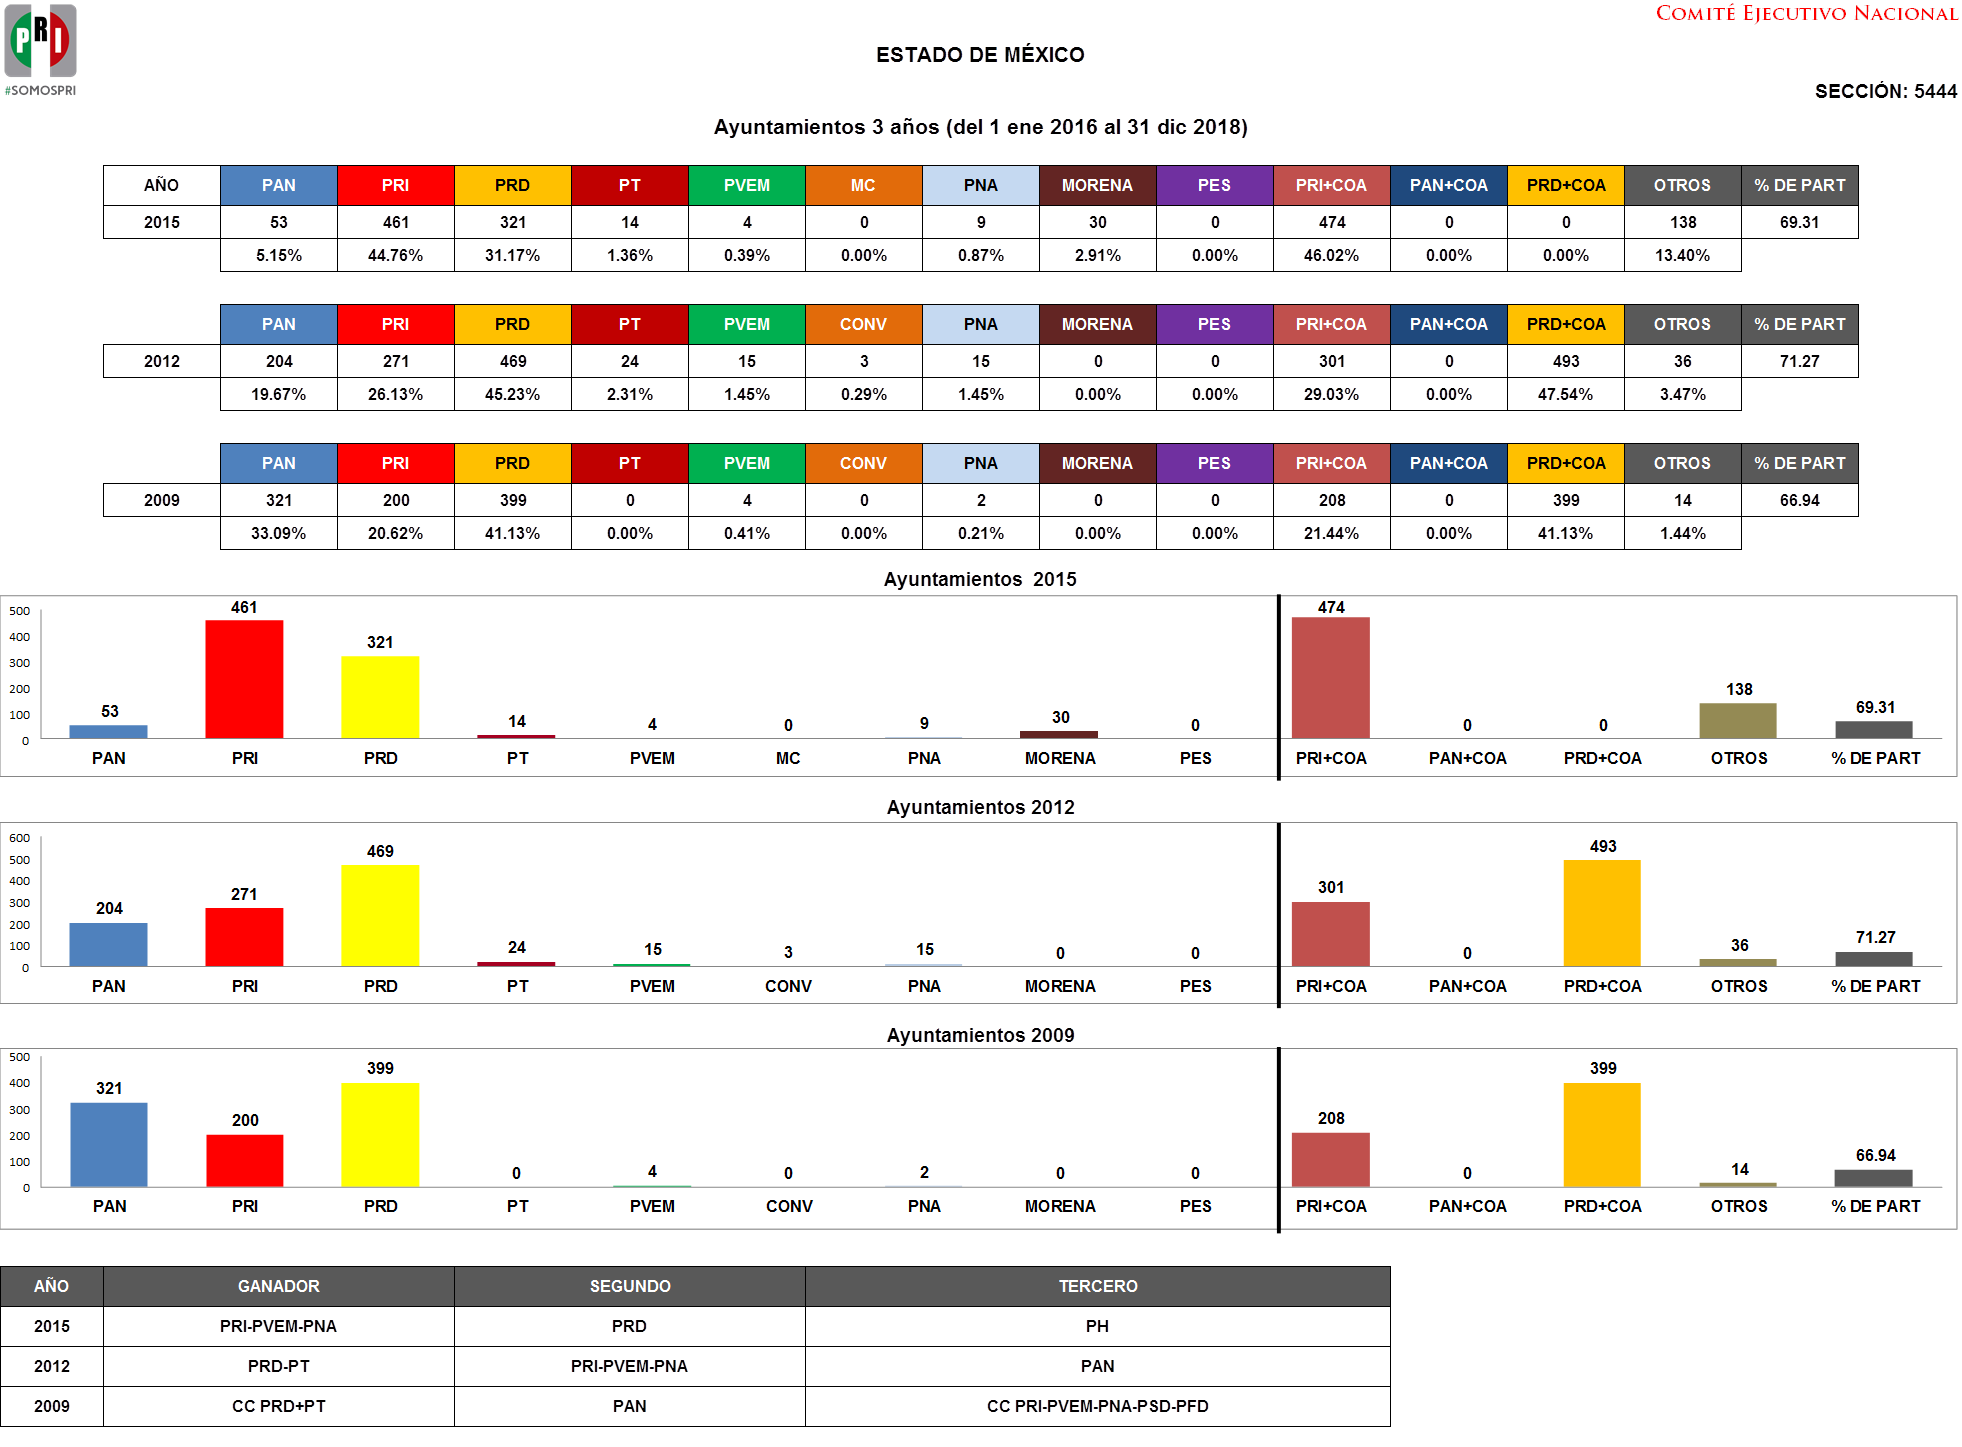 PRI
#SOMOSPRI
COMITÉ EJECUTIVO NACIONAL
ESTADO DE MÉXICO
SECCIÓN: 5444
Ayuntamientos 3 años (del 1 ene 2016 al 31 dic 2018)
AÑO PAN PRI PRD PT PVEM MC PNA MORENA PES PRI+COA PAN+COA PRD+COA OTROS % DE PART
2015 53 461 321 14 4 0 9 30 0 474 0 0 138 69.31
5.15% 44.76% 31.17% 1.36% 0.39% 0.00% 0.87% 2.91% 0.00% 46.02% 0.00% 0.00% 13.40%
PAN PRI PRD PT PVEM CONV PNA MORENA PES PRI+COA PAN+COA PRD+COA OTROS % DE PART
2012 204 271 469 24 15 3 15 0 0 301 0 493 36 71.27
19.67% 26.13% 45.23% 2.31% 1.45% 0.29% 1.45% 0.00% 0.00% 29.03% 0.00% 47.54% 3.47%
PAN PRI PRD PT PVEM CONV PNA MORENA PES PRI+COA PAN+COA PRD+COA OTROS % DE PART
2009 321 200 399 0 4 0 2 0 0 208 0 399 14 66.94
33.09% 20.62% 41.13% 0.00% 0.41% 0.00% 0.21% 0.00% 0.00% 21.44% 0.00% 41.13% 1.44%
Ayuntamientos 2015
500
400
300
200
100
0
53 461 321 14 4 0 9 30 0 474 0 0 138 69.31
PAN PRI PRD PT PVEM MC PNA MORENA PES PRI+COA PAN+COA PRD+COA OTROS % DE PART
Ayuntamientos 2012
600
500
400
300
200
100
0
204 271 469 24 15 3 15 0 0 301 0 493 36 71.27
PAN PRI PRD PT PVEM CONV PNA MORENA PES PRI+COA PAN+COA PRD+COA OTROS % DE PART
Ayuntamientos 2009
500
400
300
200
100
0
321 200 399 0 4 0 2 0 0 208 0 399 14 66.94
PAN PRI PRD PT PVEM CONV PNA MORENA PES PRI+COA PAN+COA PRD+COA OTROS % DE PART
AÑO GANADOR SEGUNDO TERCERO
2015 PRI-PVEM-PNA PRD PH
2012 PRD-PT PRI-PVEM-PNA PAN
2009 CC PRD+PT PAN CC PRI-PVEM-PNA-PSD-PFD